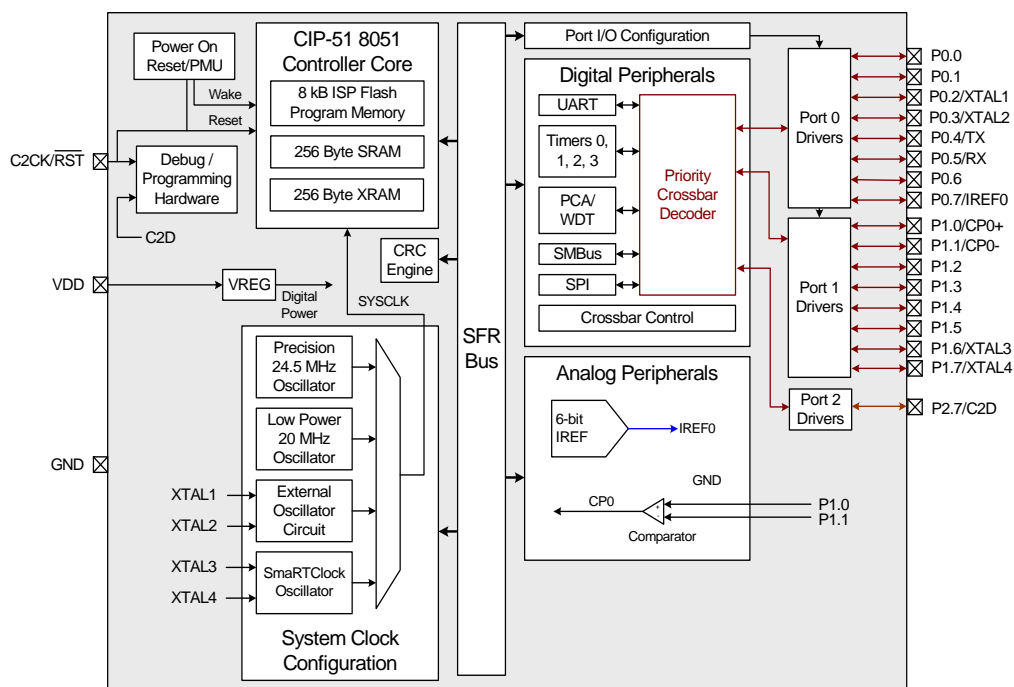 Power On
Reset/PMU
Wake
Reset
C2CK/RST
Debug /
Programming
Hardware
C2D
VDD
VREG
Digital
Power
GND
CIP-51 8051
Controller Core
8 kB ISP Flash
Program Memory
256 Byte SRAM
256 Byte XRAM
CRC
Engine
SYSCLK
Precision
24.5 MHz
Oscillator
Low Power
20 MHz
Oscillator
XTAL1
XTAL2
External
Oscillator
Circuit
XTAL3
XTAL4
SmaRTClock
Oscillator
System Clock
Configuration
SFR
Bus
Port I/O Configuration
Digital Peripherals
UART
Timers 0,
1, 2, 3
PCA/
WDT
SMBus
SPI
Priority
Crossbar
Decoder
Crossbar Control
Analog Peripherals
6-bit
IREF
IREF0
GND
CP0
+
-
Comparator
P1.0
P1.1
Port 0
Drivers
Port 1
Drivers
Port 2
Drivers
P0.0
P0.1
P0.2/XTAL1
P0.3/XTAL2
P0.4/TX
P0.5/RX
P0.6
P0.7/IREF0
P1.0/CP0+
P1.1/CP0-
P1.2
P1.3
P1.4
P1.5
P1.6/XTAL3
P1.7/XTAL4
P2.7/C2D